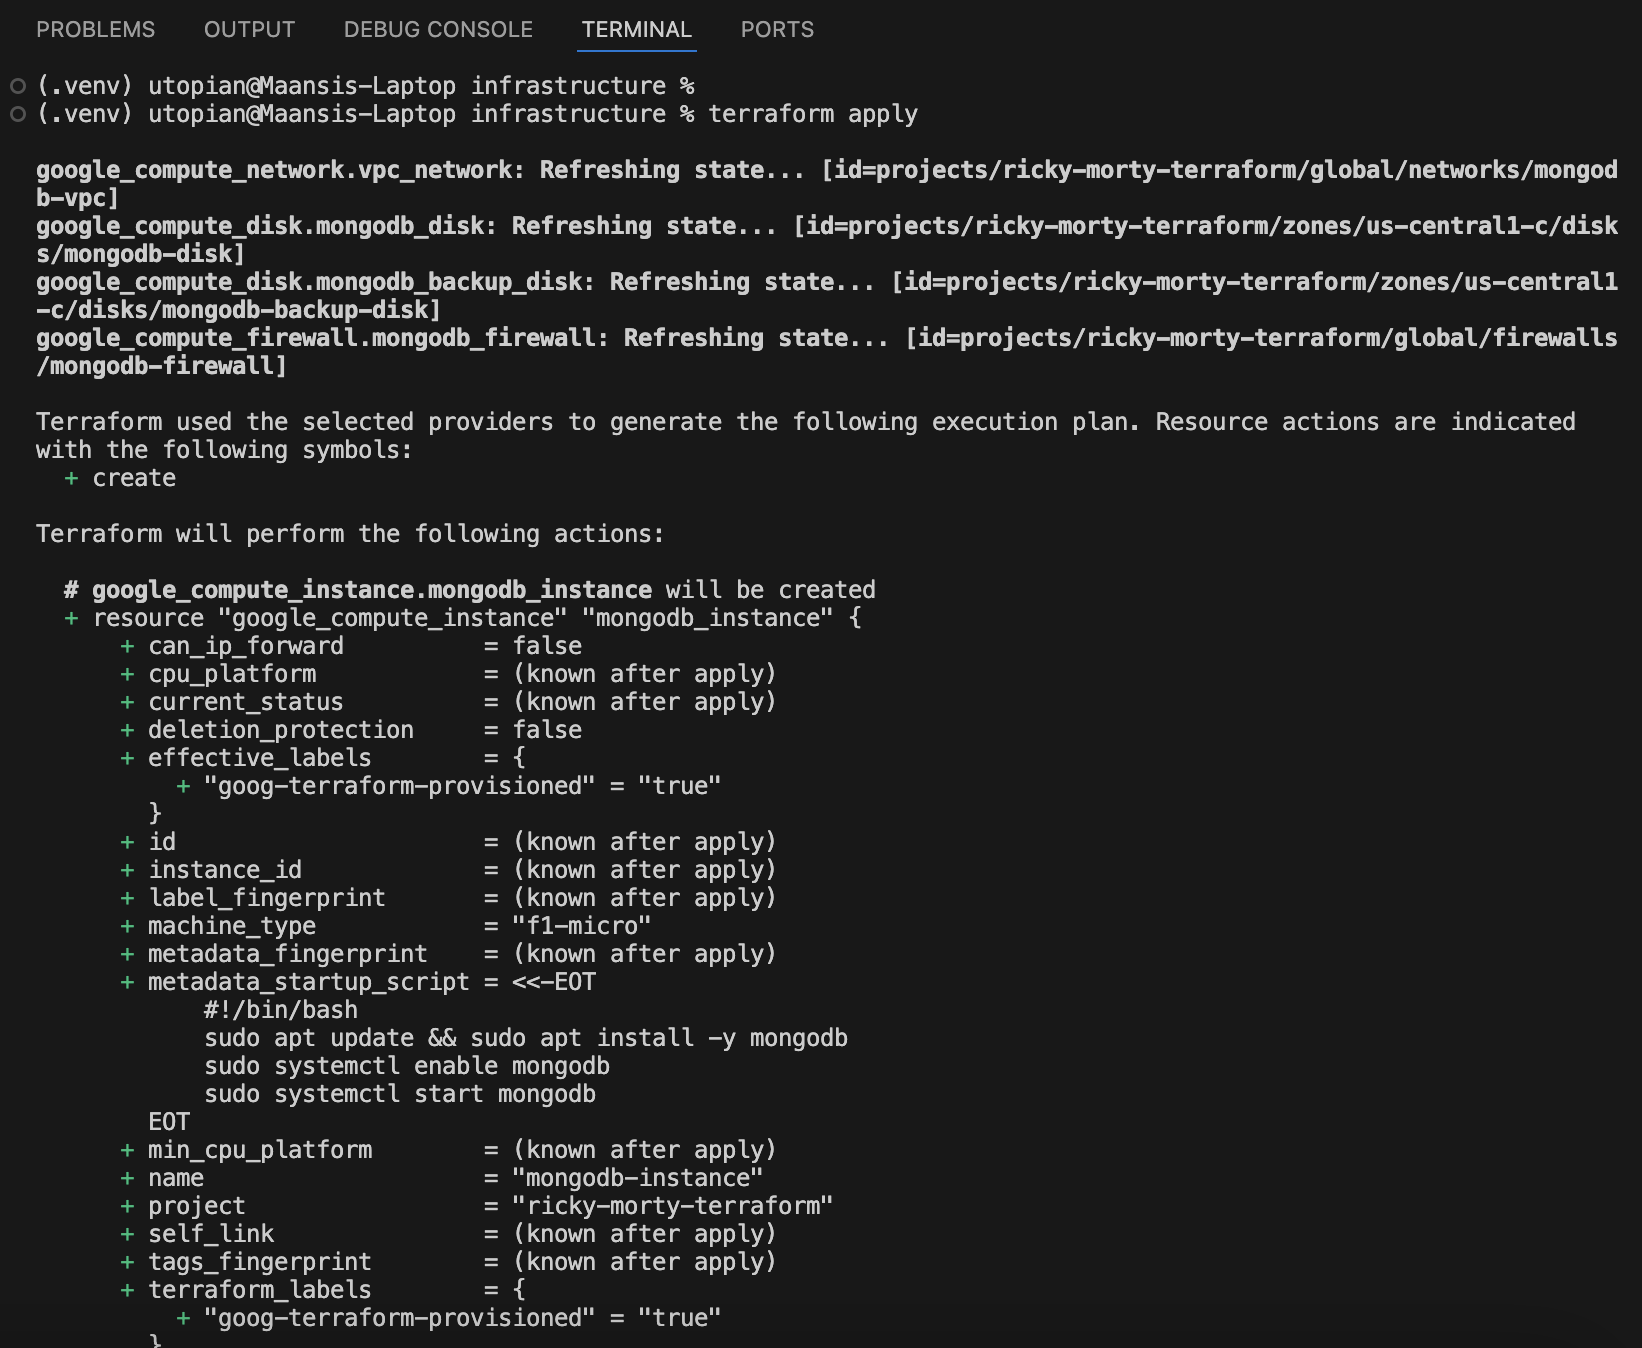 PROBLEMS OUTPUT DEBUG CONSOLE TERMINAL PORTS
(.venv) utopian@Maansis-Laptop infrastructure %
(.venv) utopian@Maansis-Laptop infrastructure % terraform apply
google_compute_network.vpc_network: Refreshing state... [id=projects/ricky-morty-terraform/global/networks/mongod
b-vpc]
google_compute_disk.mongodb_disk: Refreshing state... [id=projects/ricky-morty-terraform/zones/us-central1-c/disk
s/mongodb-disk]
google_compute_disk.mongodb_backup_disk: Refreshing state... [id=projects/ricky-morty-terraform/zones/us-central1
-c/disks/mongodb-backup-disk]
google_compute_firewall.mongodb_firewall: Refreshing state... [id=projects/ricky-morty-terraform/global/firewalls
/mongodb-firewall]
Terraform used the selected providers to generate the following execution plan. Resource actions are indicated
with the following symbols:
  + create
Terraform will perform the following actions:
  # google_compute_instance.mongodb_instance will be created
  + resource "google_compute_instance" "mongodb_instance" {
      + can_ip_forward          = false
      + cpu_platform            = (known after apply)
      + current_status          = (known after apply)
      + deletion_protection     = false
      + effective_labels        = {
          + "goog-terraform-provisioned" = "true"
        }
      + id                      = (known after apply)
      + instance_id             = (known after apply)
      + label_fingerprint       = (known after apply)
      + machine_type            = "f1-micro"
      + metadata_fingerprint    = (known after apply)
      + metadata_startup_script = <<-EOT
            #!/bin/bash
            sudo apt update && sudo apt install -y mongodb
            sudo systemctl enable mongodb
            sudo systemctl start mongodb
        EOT
      + min_cpu_platform        = (known after apply)
      + name                    = "mongodb-instance"
      + project                 = "ricky-morty-terraform"
      + self_link               = (known after apply)
      + tags_fingerprint        = (known after apply)
      + terraform_labels        = {
          + "goog-terraform-provisioned" = "true"
        }